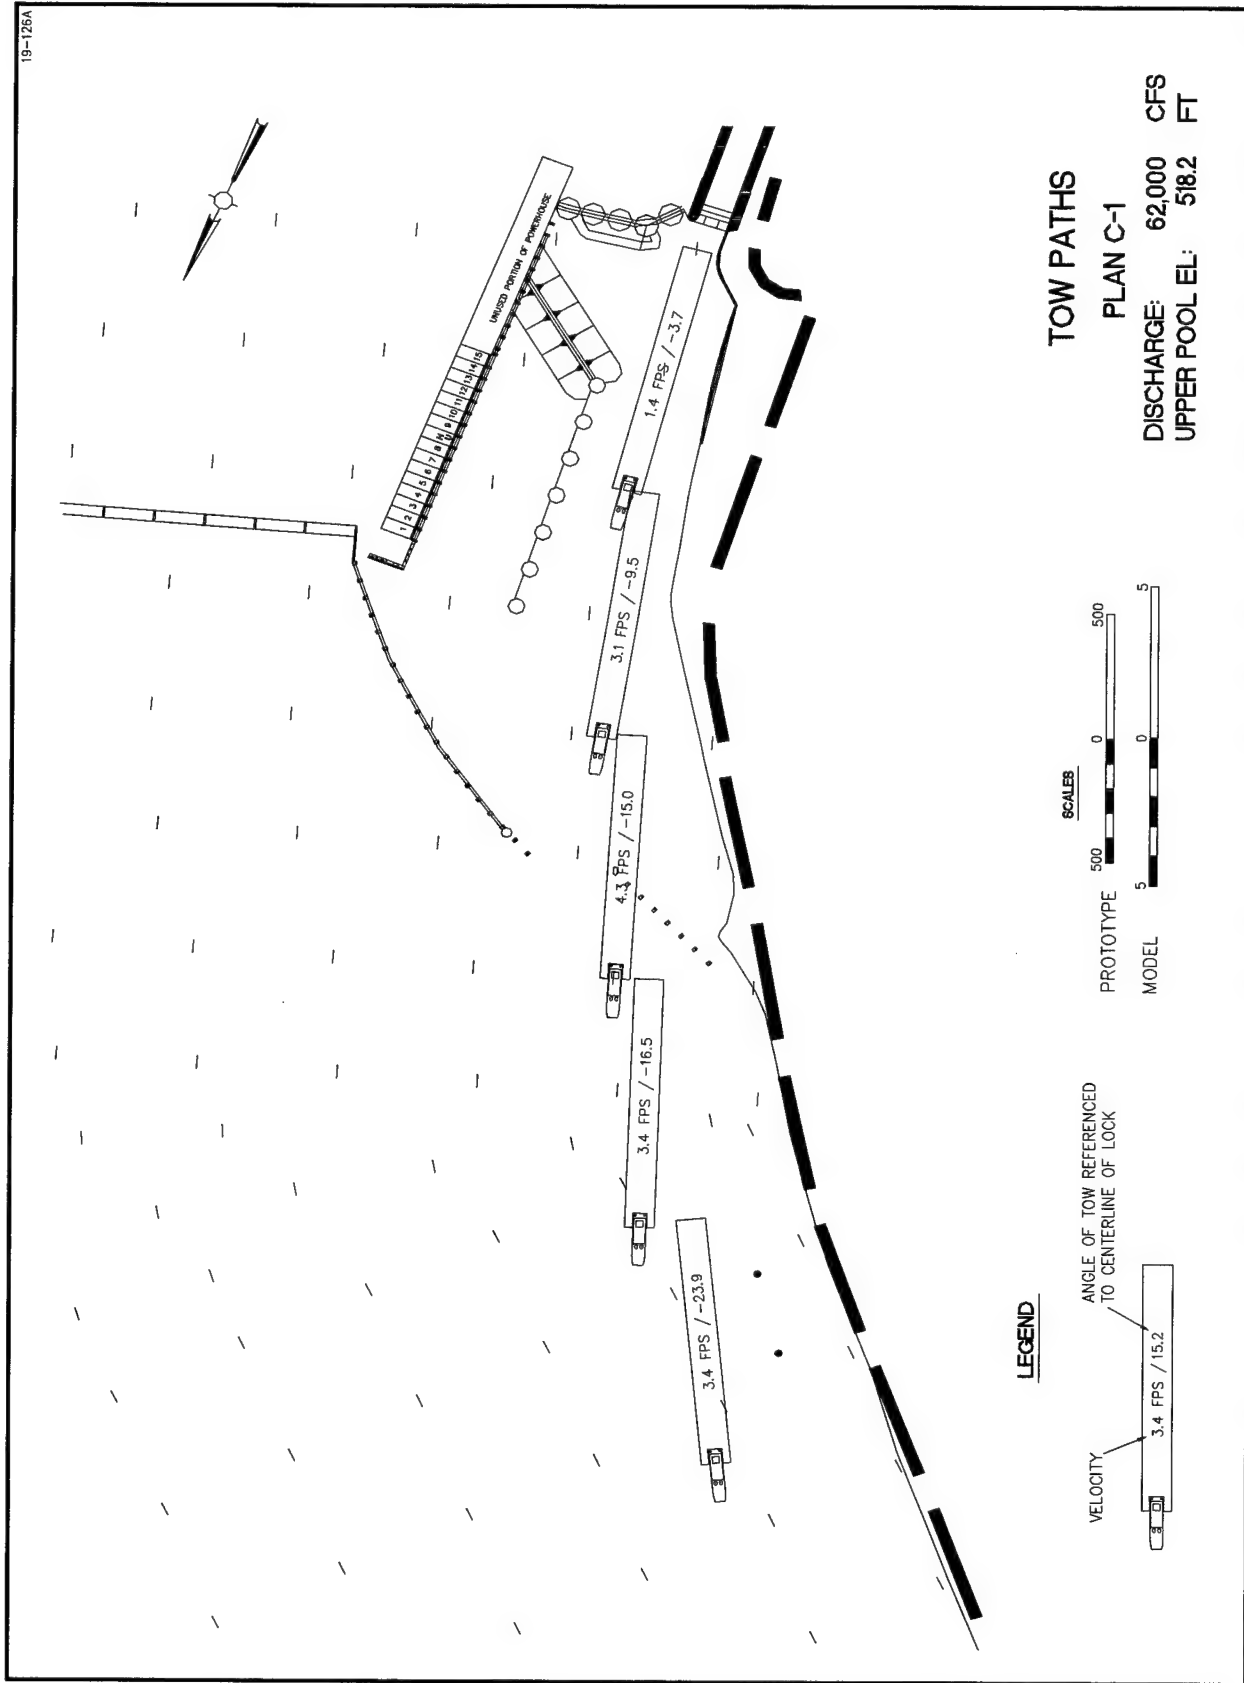 19-126A
UNUSED PORTION OF POWERHOUSE
1 2 3 4 5 6 7 8 9 10 11 12 13 14 15
1.4 FPS / -3.7
3.1 FPS / -9.5
4.3 FPS / -15.0
3.4 FPS / -16.5
3.4 FPS / -23.9
TOW PATHS
PLAN C-1
DISCHARGE: 62,000 CFS
UPPER POOL EL: 518.2 FT
SCALES
PROTOTYPE 500 0 500
MODEL 5 0 5
LEGEND
VELOCITY
ANGLE OF TOW REFERENCED
TO CENTERLINE OF LOCK
3.4 FPS / 15.2